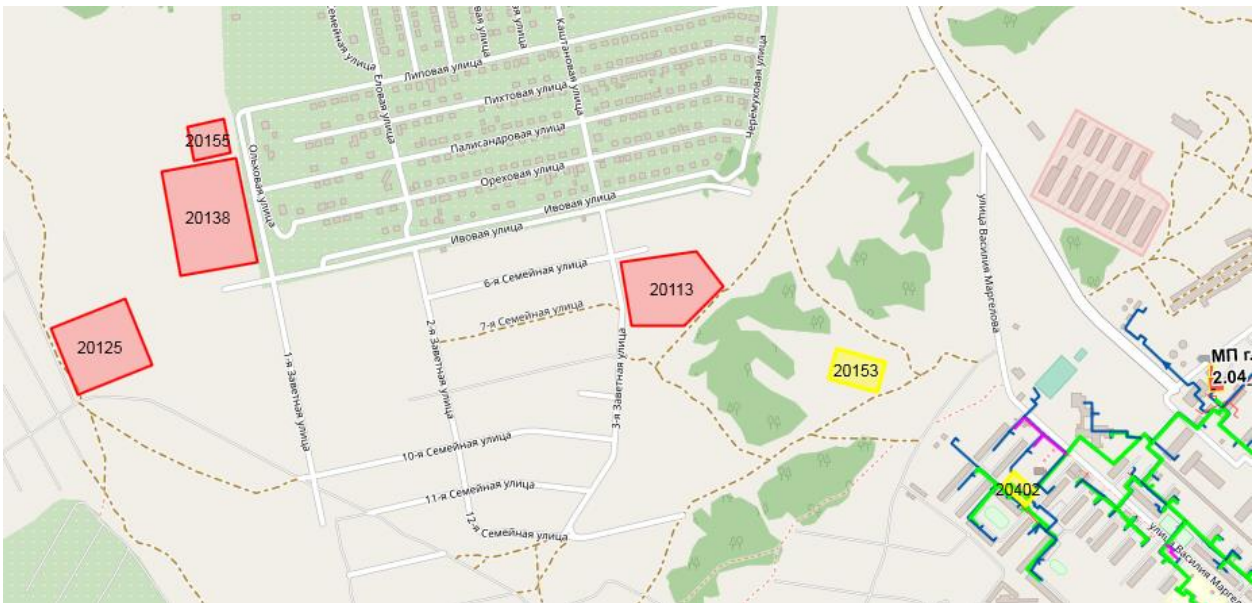 Семейная улица
Еловая улица
Каштановая улица
Черёмуховая улица
Липовая улица
Пихтовая улица
Палисандровая улица
Ореховая улица
Ивовая улица
Ивовая улица
Ольховая улица
20155
20138
20125
20113
20153
20402
6-я Семейная улица
7-я Семейная улица
1-я Заветная улица
2-я Заветная улица
3-я Заветная улица
10-я Семейная улица
11-я Семейная улица
12-я Семейная улица
улица Василия Маргелова
МП г.
2.04
улица Василия Маргел